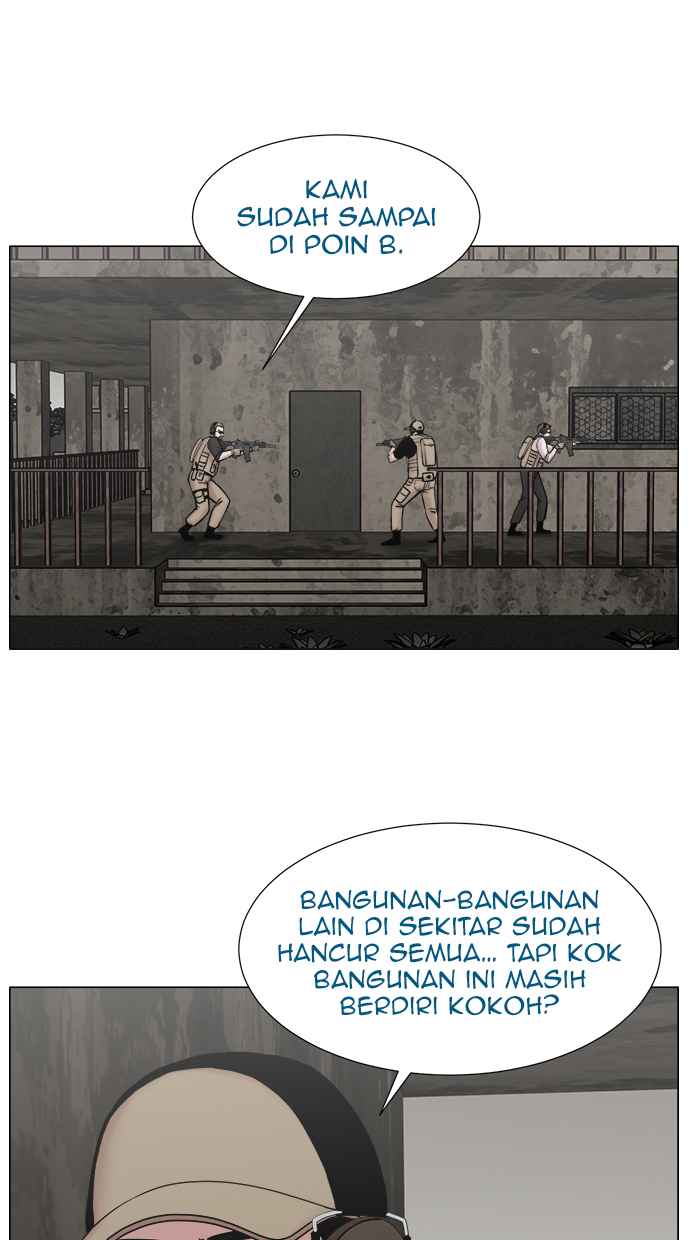 KAMI
SUDAH SAMPAI
DI POIN B.
BANGUNAN-BANGUNAN
LAIN DI SEKITAR SUDAH
HANCUR SEMUA... TAPI KOK
BANGUNAN INI MASIH
BERDIRI KOKOH?